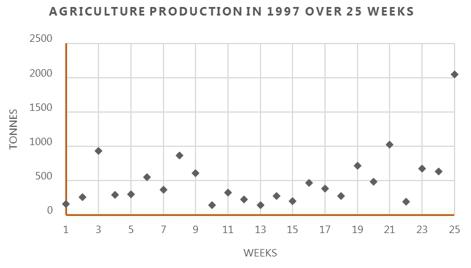 AGRICULTURE PRODUCTION IN 1997 OVER 25 WEEKS
2500
2000
1500
1000
500
0
TONNES
1 3 5 7 9 11 13 15 17 19 21 23 25
WEEKS